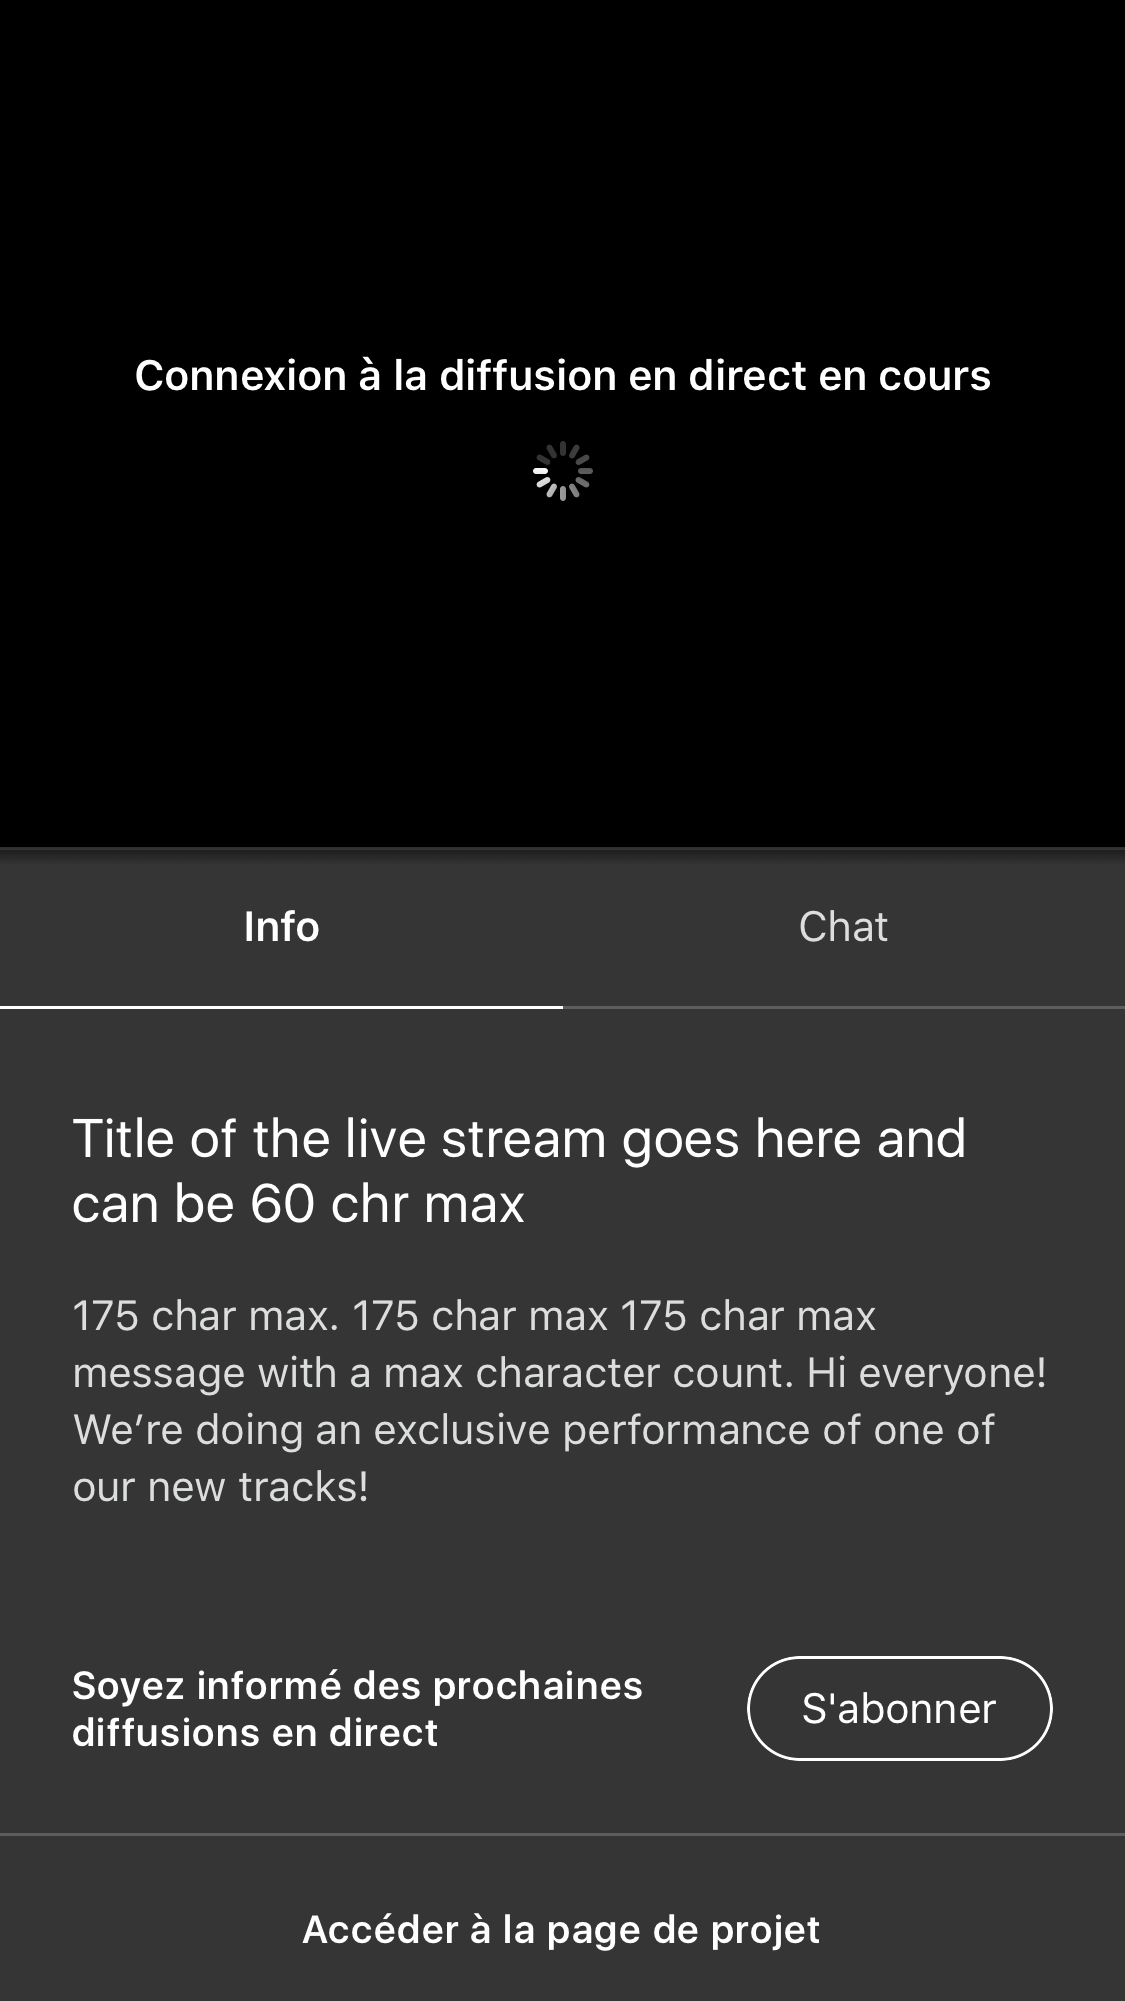 Connexion à la diffusion en direct en cours
Info
Chat
Title of the live stream goes here and
can be 60 chr max
175 char max. 175 char max 175 char max
message with a max character count. Hi everyone!
We’re doing an exclusive performance of one of
our new tracks!
Soyez informé des prochaines
diffusions en direct
S'abonner
Accéder à la page de projet